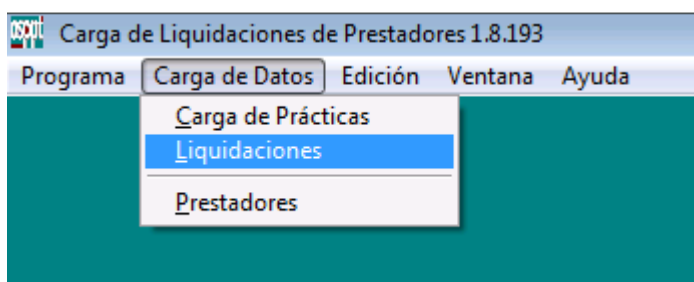 osppi Carga de Liquidaciones de Prestadores 1.8.193
Programa Carga de Datos Edición Ventana Ayuda
Carga de Prácticas
Liquidaciones
Prestadores